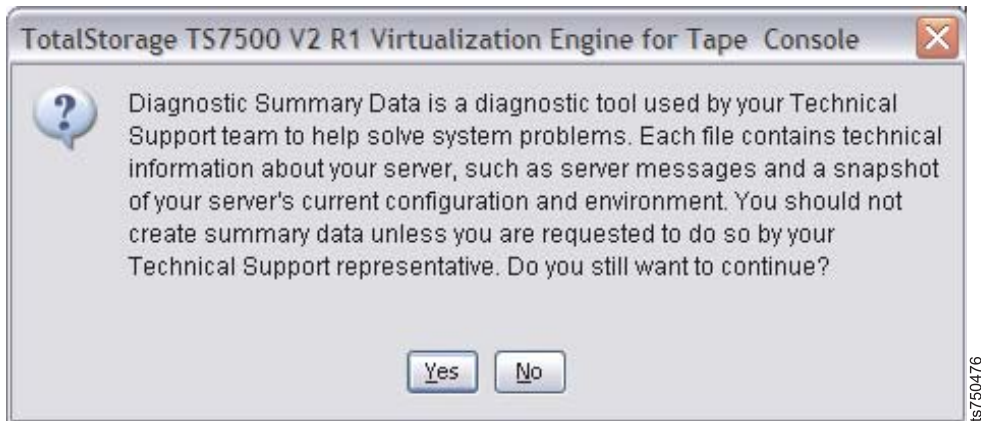 TotalStorage TS7500 V2 R1 Virtualization Engine for Tape Console
Diagnostic Summary Data is a diagnostic tool used by your Technical
Support team to help solve system problems. Each file contains technical
information about your server, such as server messages and a snapshot
of your server's current configuration and environment. You should not
create summary data unless you are requested to do so by your
Technical Support representative. Do you still want to continue?
Yes No
ts750476